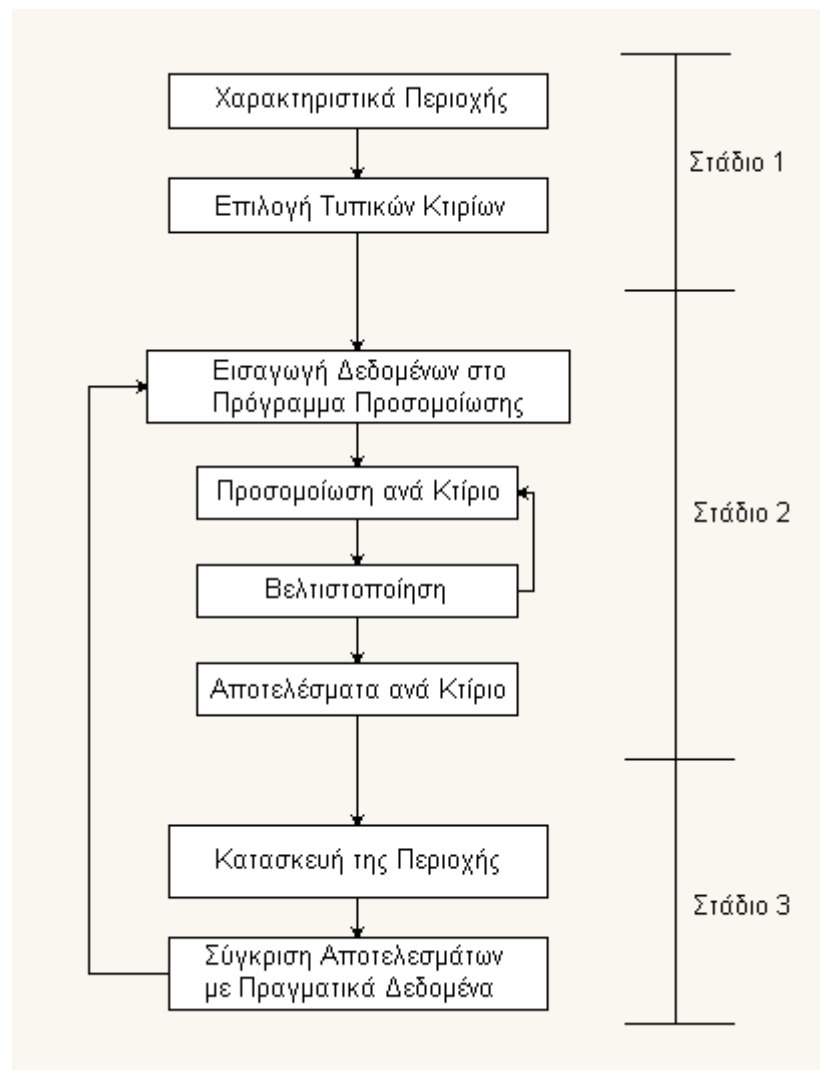 Χαρακτηριστικά Περιοχής
Στάδιο 1
Επιλογή Τυπικών Κτιρίων
Εισαγωγή Δεδομένων στο
Πρόγραμμα Προσομοίωσης
Προσομοίωση ανά Κτίριο
Στάδιο 2
Βελτιστοποίηση
Αποτελέσματα ανά Κτίριο
Κατασκευή της Περιοχής
Στάδιο 3
Σύγκριση Αποτελεσμάτων
με Πραγματικά Δεδομένα